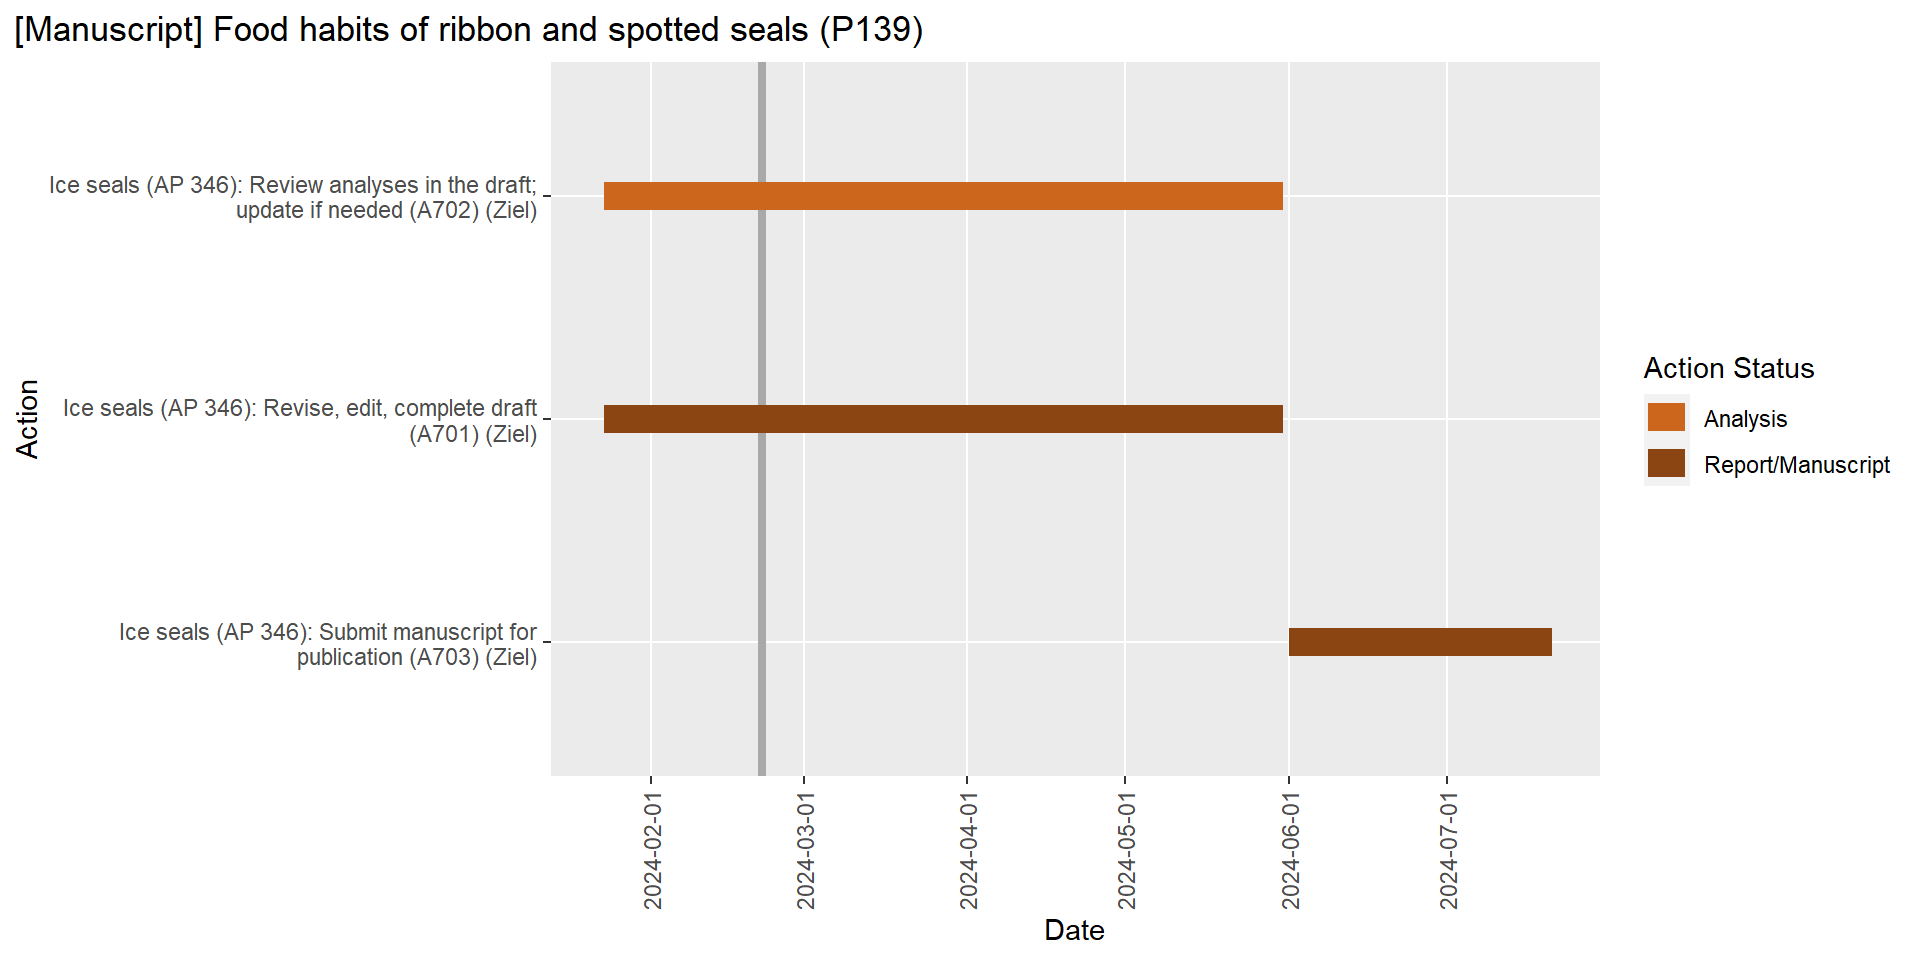 [Manuscript] Food habits of ribbon and spotted seals (P139)
Ice seals (AP 346): Review analyses in the draft;
update if needed (A702) (Ziel)
Ice seals (AP 346): Revise, edit, complete draft
(A701) (Ziel)
Ice seals (AP 346): Submit manuscript for
publication (A703) (Ziel)
Action
2024-02-01
2024-03-01
2024-04-01
2024-05-01
2024-06-01
2024-07-01
Date
Action Status
Analysis
Report/Manuscript